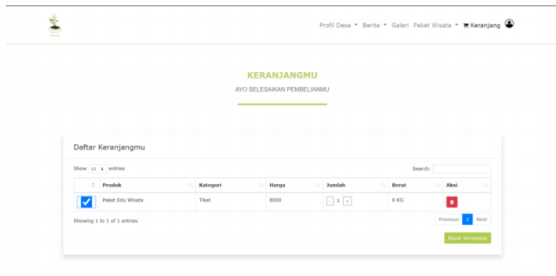 Profil Desa Berita Galeri Paket Wisata Keranjang
KERANJANGMU
AYO SELESAIKAN PEMBELIANMU
Daftar Keranjangmu
Show 10 entries Search:
Produk Kategori Harga Jumlah Berat Aksi
Paket Edu Wisata Tiket 8000 - 1 + 0 KG
Showing 1 to 1 of 1 entries Previous 1 Next
Bayar Keranjang